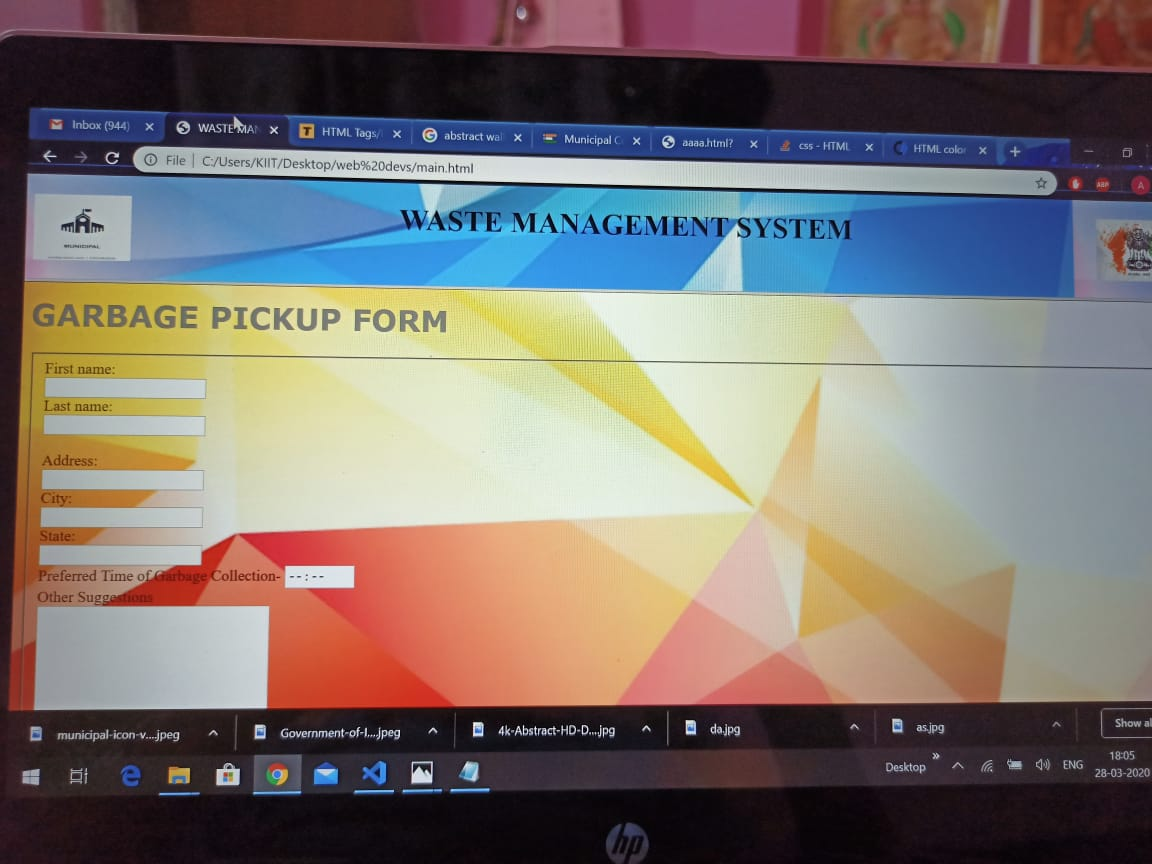 Inbox (944)
WASTE MAN
HTML Tags/
abstract wal
Municipal C
aaaa.html?
css - HTML
HTML color
File
C:/Users/KIIT/Desktop/web%20devs/main.html
ABP
A
MUNICIPAL
WASTE MANAGEMENT SYSTEM
GARBAGE PICKUP FORM
First name:
Last name:
Address:
City:
State:
Preferred Time of Garbage Collection- --:--
Other Suggestions
municipal-icon-v....jpeg
Government-of-I....jpeg
4k-Abstract-HD-D....jpg
da.jpg
as.jpg
Show al
Desktop
ENG
18:05
28-03-2020
hp